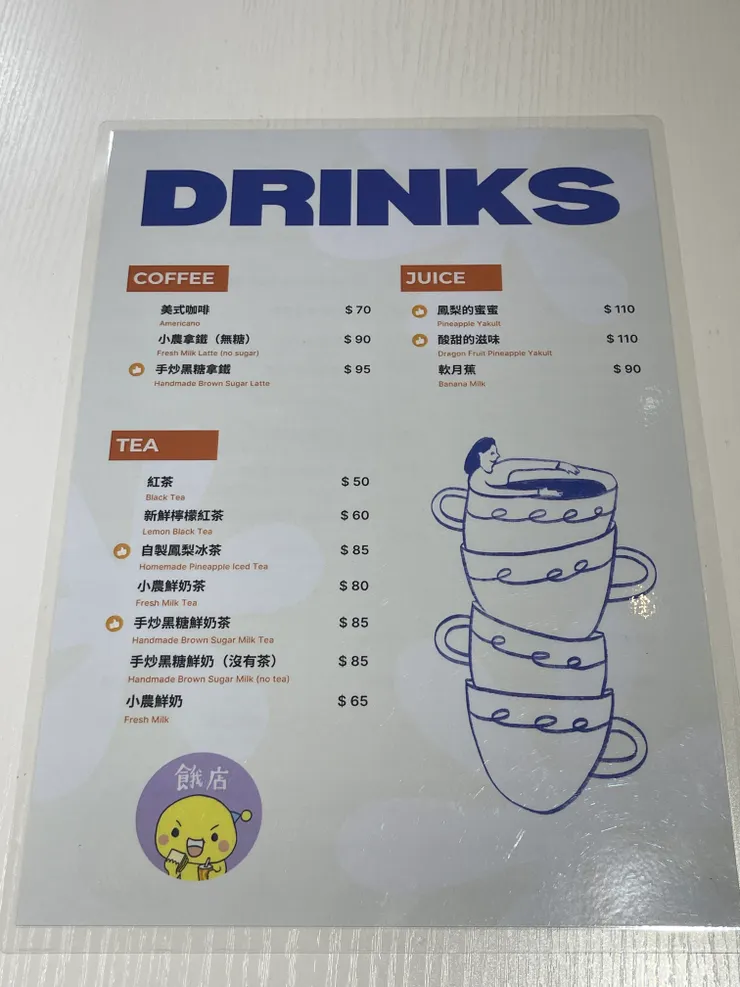 DRINKS
COFFEE
美式咖啡 $ 70
Americano
小農拿鐵（無糖） $ 90
Fresh Milk Latte (no sugar)
手炒黑糖拿鐵 $ 95
Handmade Brown Sugar Latte
JUICE
鳳梨的蜜蜜 $ 110
Pineapple Yakult
酸甜的滋味 $ 110
Dragon Fruit Pineapple Yakult
軟月蕉 $ 90
Banana Milk
TEA
紅茶 $ 50
Black Tea
新鮮檸檬紅茶 $ 60
Lemon Black Tea
自製鳳梨冰茶 $ 85
Homemade Pineapple Iced Tea
小農鮮奶茶 $ 80
Fresh Milk Tea
手炒黑糖鮮奶茶 $ 85
Handmade Brown Sugar Milk Tea
手炒黑糖鮮奶（沒有茶） $ 85
Handmade Brown Sugar Milk (no tea)
小農鮮奶 $ 65
Fresh Milk
餓店